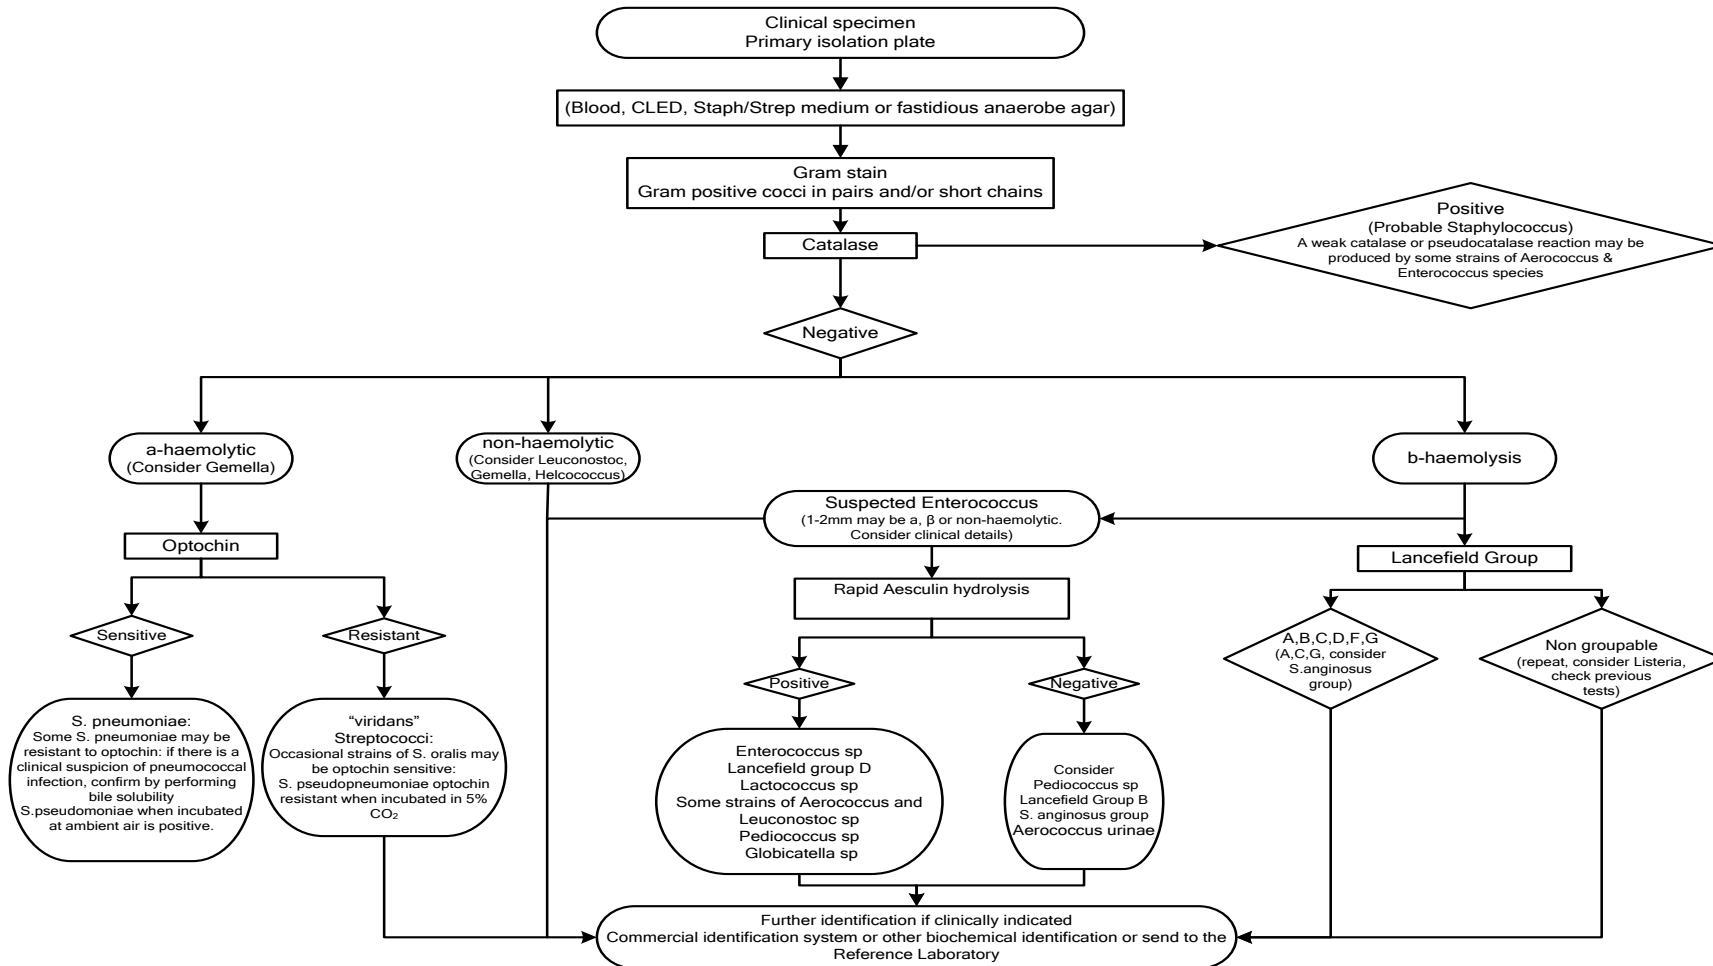 Clinical specimen
Primary isolation plate
(Blood, CLED, Staph/Strep medium or fastidious anaerobe agar)
Gram stain
Gram positive cocci in pairs and/or short chains
Catalase
Positive
(Probable Staphylococcus)
A weak catalase or pseudocatalase reaction may be
produced by some strains of Aerococcus &
Enterococcus species
Negative
a-haemolytic
(Consider Gemella)
non-haemolytic
(Consider Leuconostoc,
Gemella, Helcococcus)
b-haemolysis
Suspected Enterococcus
(1-2mm may be a, β or non-haemolytic.
Consider clinical details)
Optochin
Lancefield Group
Rapid Aesculin hydrolysis
Sensitive
Resistant
A,B,C,D,F,G
(A,C,G, consider
S.anginosus
group)
Non groupable
(repeat, consider Listeria,
check previous
tests)
Positive
Negative
S. pneumoniae:
Some S. pneumoniae may be
resistant to optochin: if there is a
clinical suspicion of pneumococcal
infection, confirm by performing
bile solubility
S.pseudomoniae when incubated
at ambient air is positive.
“viridans”
Streptococci:
Occasional strains of S. oralis may
be optochin sensitive:
S. pseudopneumoniae optochin
resistant when incubated in 5%
CO₂
Enterococcus sp
Lancefield group D
Lactococcus sp
Some strains of Aerococcus and
Leuconostoc sp
Pediococcus sp
Globicatella sp
Consider
Pediococcus sp
Lancefield Group B
S. anginosus group
Aerococcus urinae
Further identification if clinically indicated
Commercial identification system or other biochemical identification or send to the
Reference Laboratory